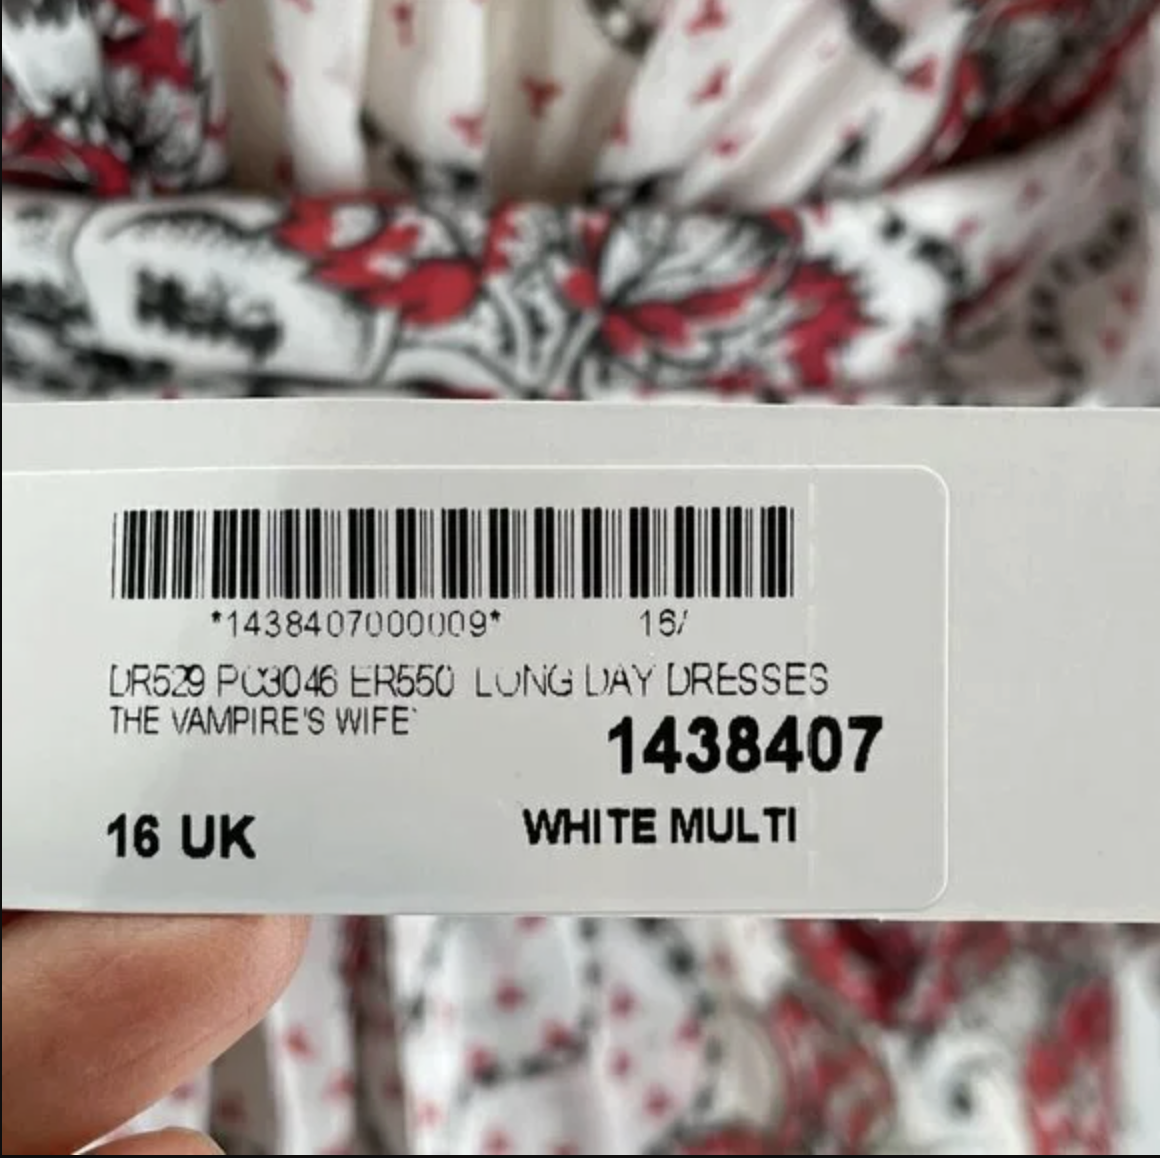 *1438407000009* 16/
DR529 PC3046 ER550 LONG DAY DRESSES
THE VAMPIRE'S WIFE`
1438407
16 UK WHITE MULTI